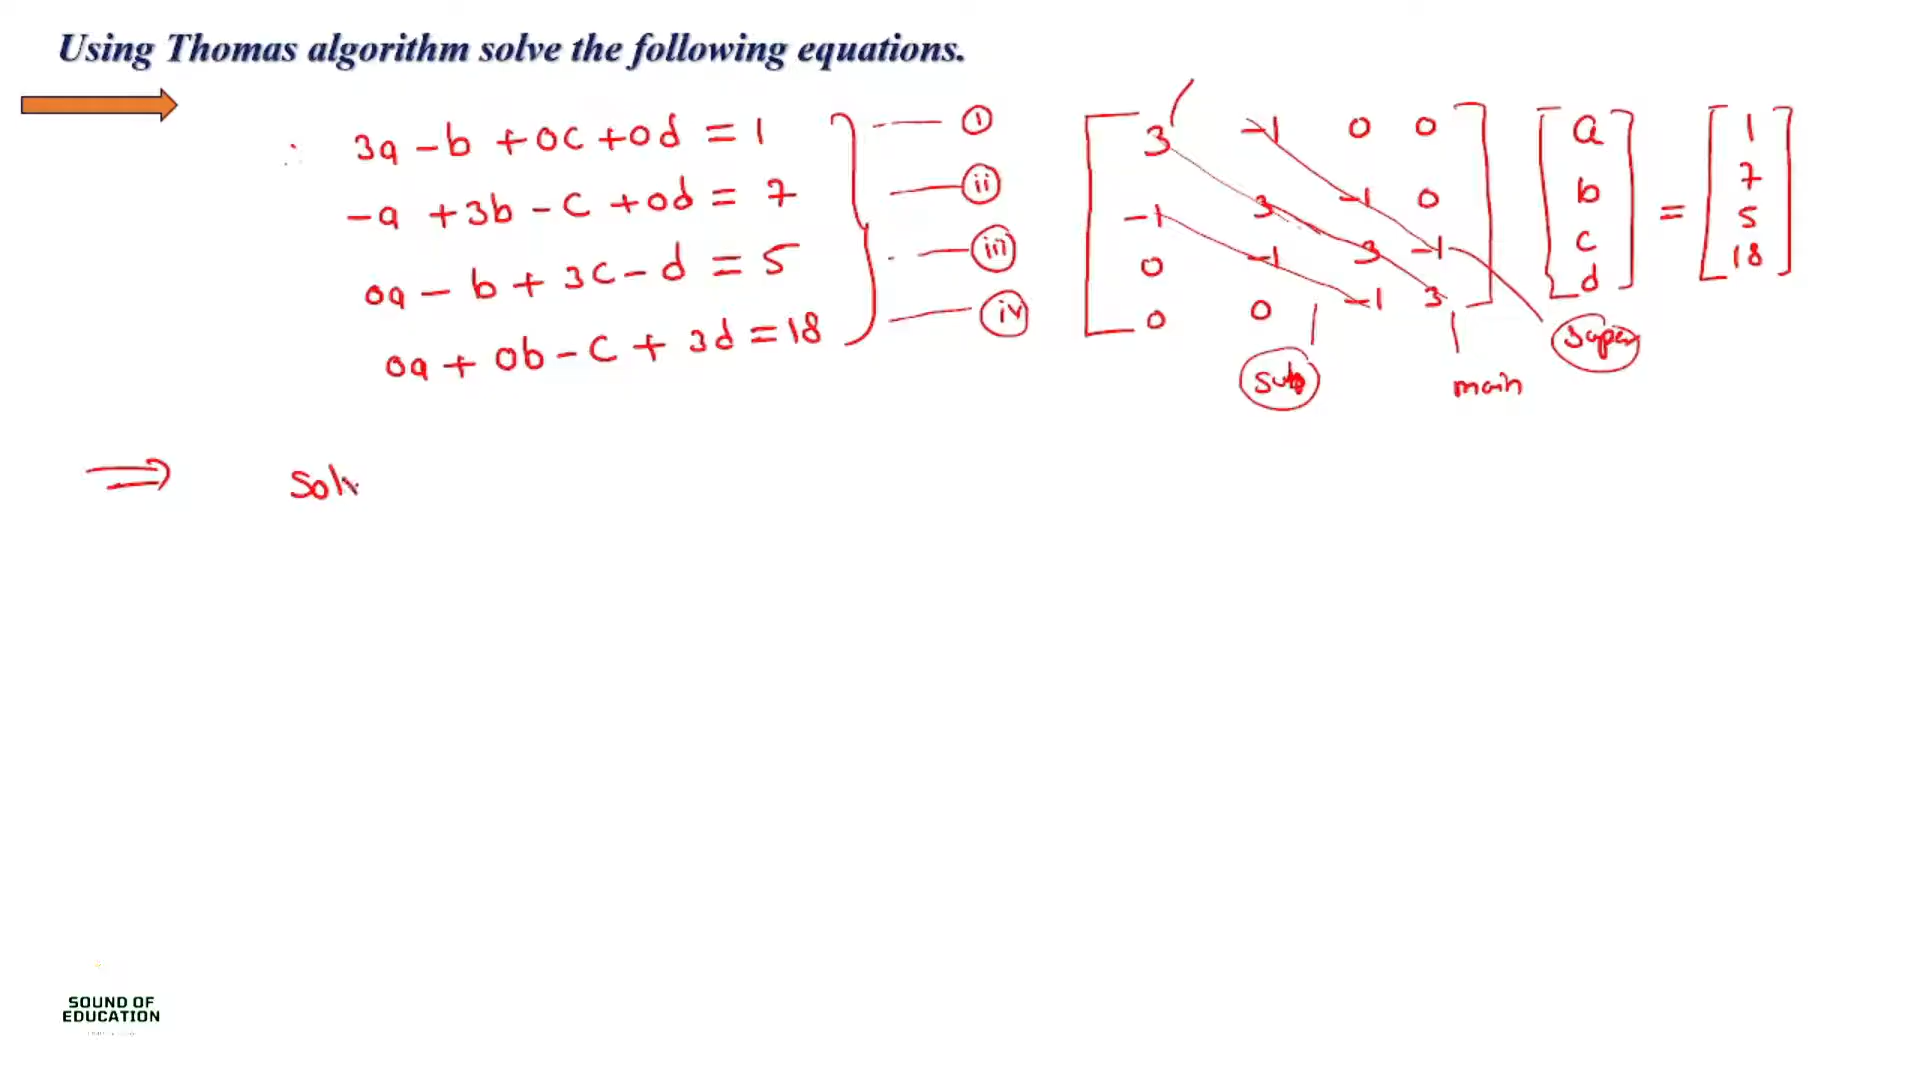 Using Thomas algorithm solve the following equations.
∴ 3a - b + 0c + 0d = 1 — i
-a + 3b - c + 0d = 7 — ii
0a - b + 3c - d = 5 — iii
0a + 0b - c + 3d = 18 — iv
3 -1 0 0
-1 3 -1 0
0 -1 3 -1
0 0 -1 3
a
b
c
d
=
1
7
5
18
Sub
main
Super
⇒ Soln
SOUND OF
EDUCATION